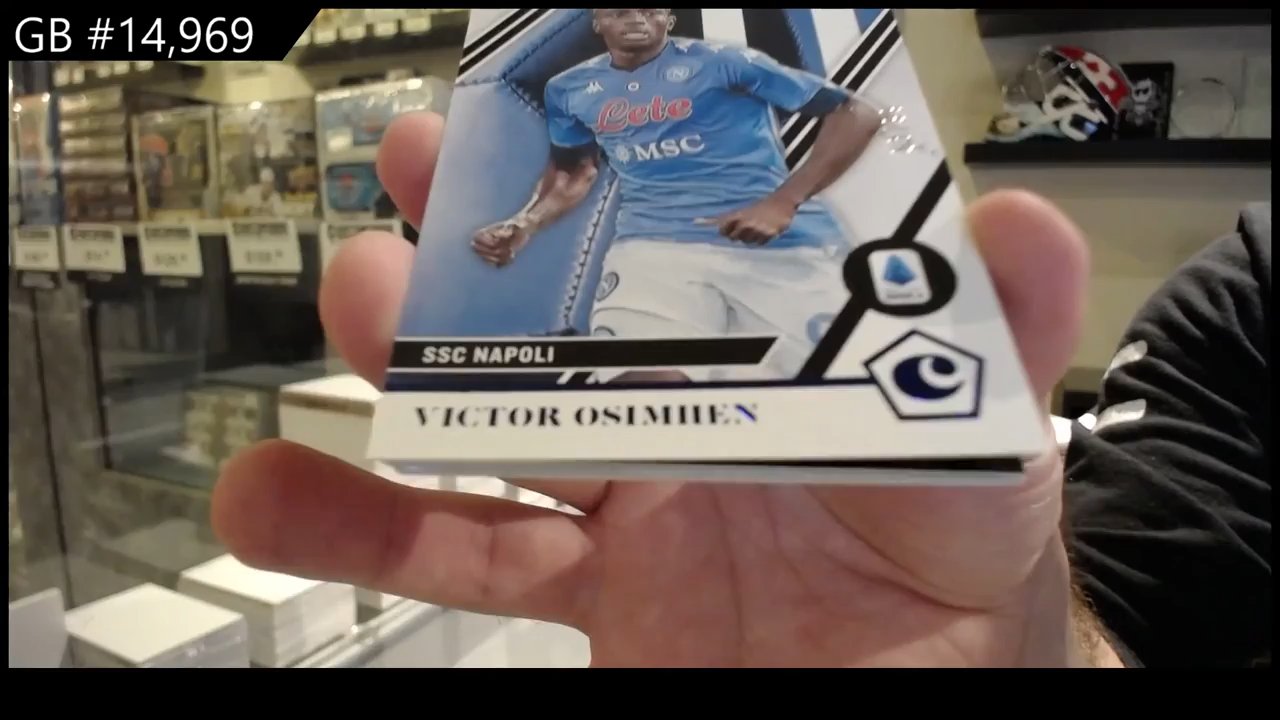 GB #14,969
Lete
MSC
SSC NAPOLI
VICTOR OSIMHEN